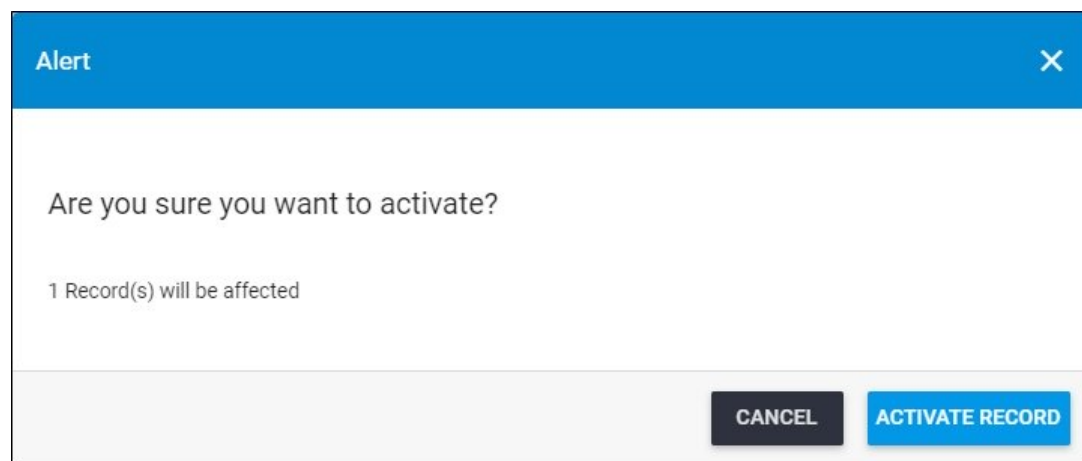 Alert
Are you sure you want to activate?
1 Record(s) will be affected
CANCEL ACTIVATE RECORD